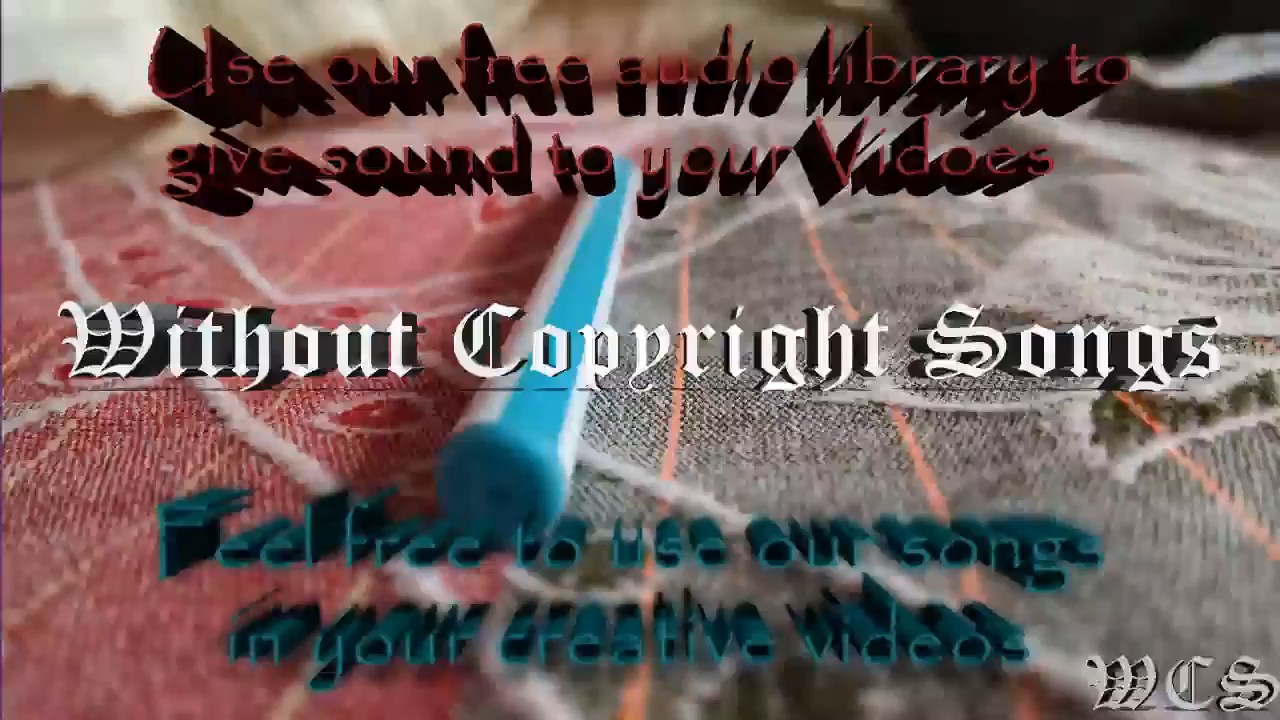 Use our free audio library to
give sound to your Vidoes
Without Copyright Songs
Feel free to use our songs
in your creative videos
WCS